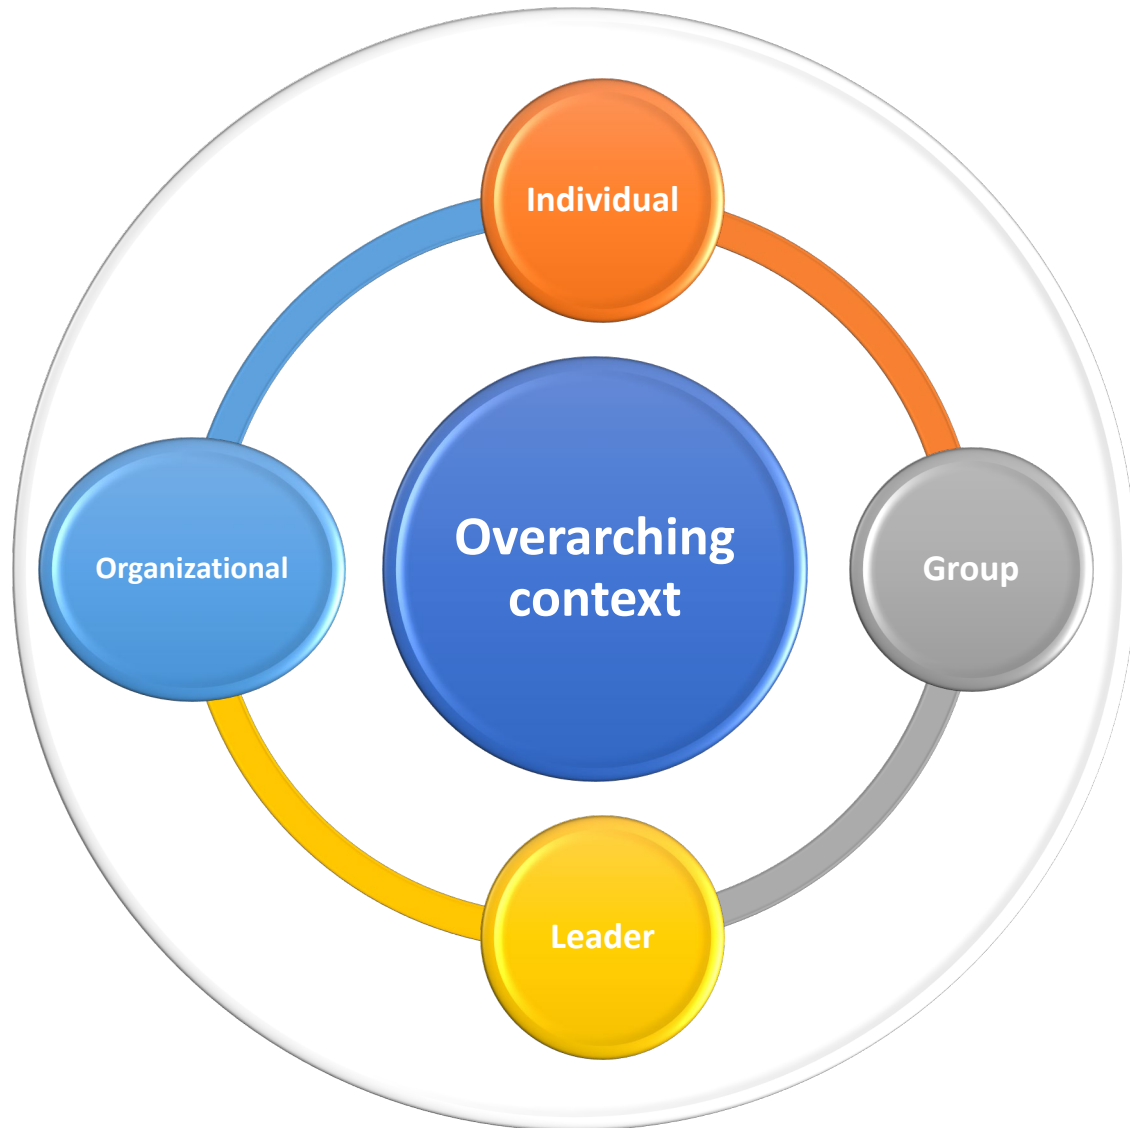 Individual
Organizational
Overarching
context
Group
Leader